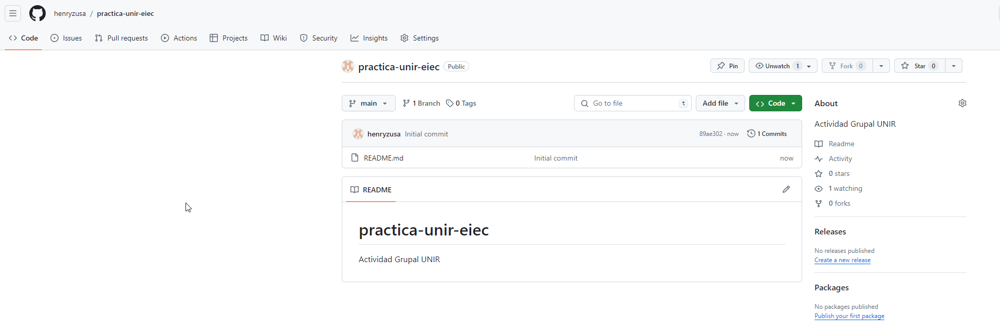 henryzusa / practica-unir-eiec
Code Issues Pull requests Actions Projects Wiki Security Insights Settings
practica-unir-eiec Public
Pin Unwatch 1 Fork 0 Star 0
main 1 Branch 0 Tags Go to file t Add file Code
henryzusa Initial commit 89ae302 · now 1 Commits
README.md Initial commit now
README
practica-unir-eiec
Actividad Grupal UNIR
About
Actividad Grupal UNIR
Readme
Activity
0 stars
1 watching
0 forks
Releases
No releases published
Create a new release
Packages
No packages published
Publish your first package